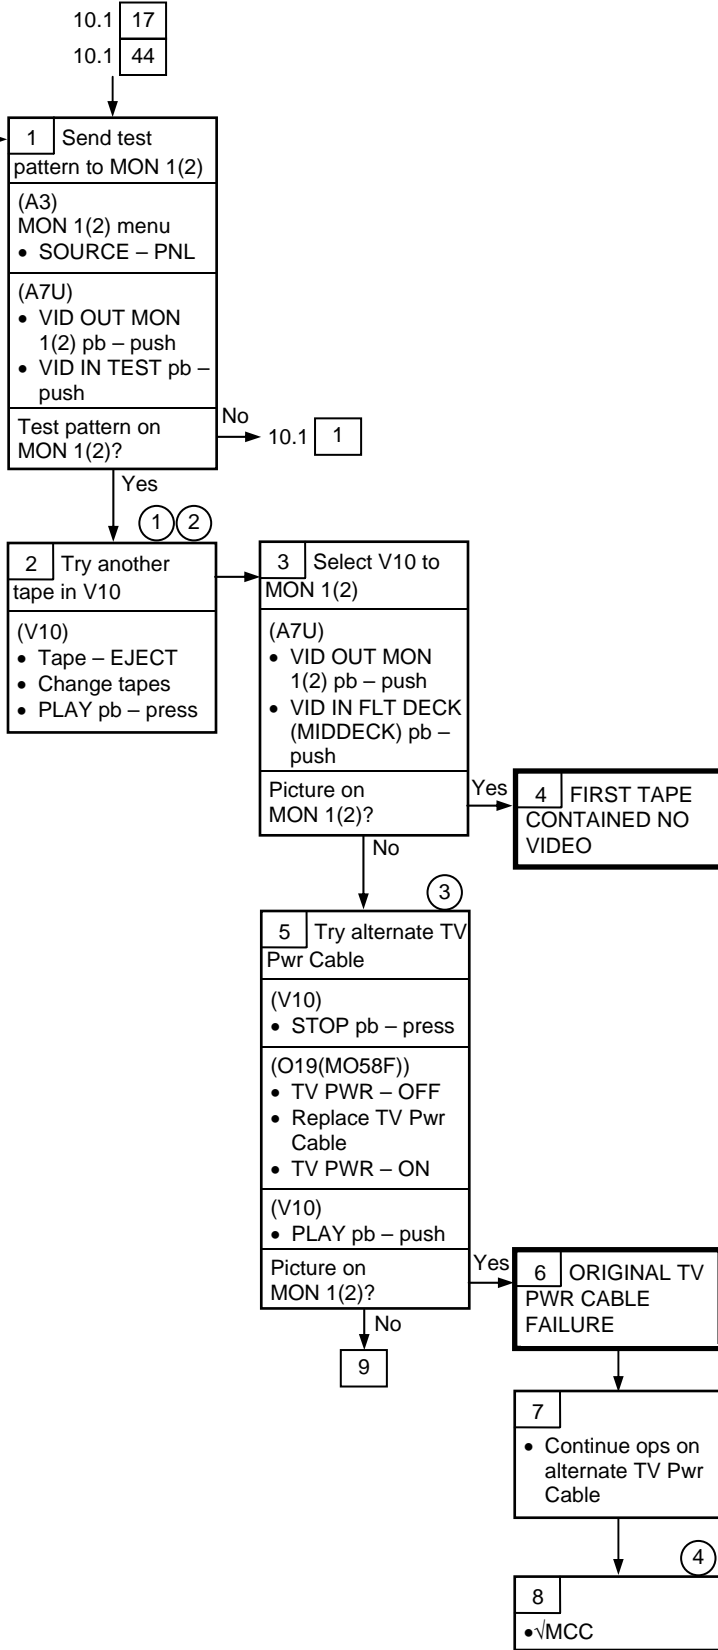 10.1 17
10.1 44
1 Send test
pattern to MON 1(2)
(A3)
MON 1(2) menu
• SOURCE – PNL
(A7U)
• VID OUT MON
1(2) pb – push
• VID IN TEST pb –
push
Test pattern on
MON 1(2)?
No
10.1 1
Yes
1 2
2 Try another
tape in V10
(V10)
• Tape – EJECT
• Change tapes
• PLAY pb – press
3 Select V10 to
MON 1(2)
(A7U)
• VID OUT MON
1(2) pb – push
• VID IN FLT DECK
(MIDDECK) pb –
push
Picture on
MON 1(2)?
Yes
4 FIRST TAPE
CONTAINED NO
VIDEO
No
3
5 Try alternate TV
Pwr Cable
(V10)
• STOP pb – press
(O19(MO58F))
• TV PWR – OFF
• Replace TV Pwr
Cable
• TV PWR – ON
(V10)
• PLAY pb – push
Picture on
MON 1(2)?
Yes
6 ORIGINAL TV
PWR CABLE
FAILURE
No
9
7
• Continue ops on
alternate TV Pwr
Cable
4
8
•√MCC